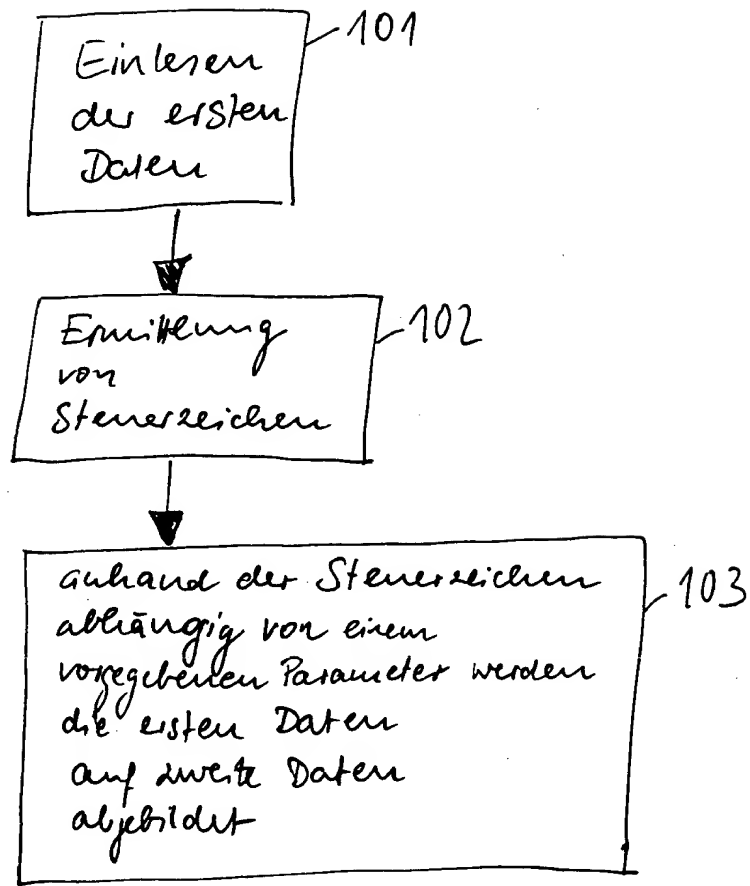 101
Einlesen
der ersten
Daten
102
Ermittlung
von
Steuerzeichen
103
anhand der Steuerzeichen
abhängig von einem
vorgegebenen Parameter werden
die ersten Daten
auf zweite Daten
abgebildet